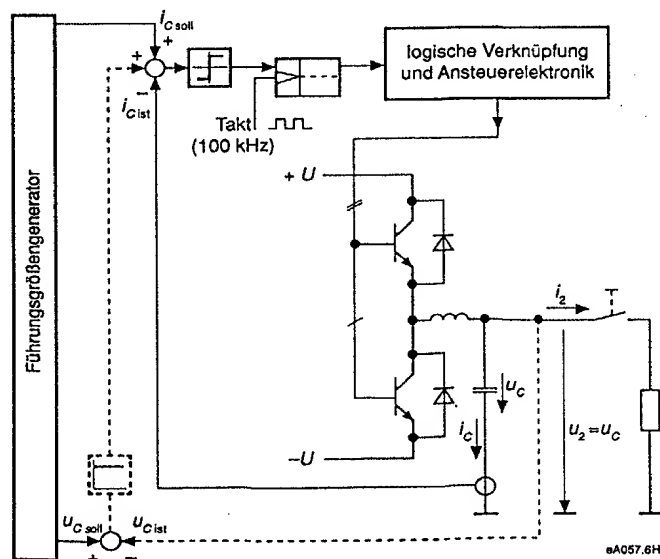 Führungsgrößengenerator
i_C soll
+
+
−
i_C ist
Takt
(100 kHz)
logische Verknüpfung
und Ansteuerelektronik
+ U
−U
i_2
u_C
i_C
u_2=u_C
u_C soll
u_C ist
+
−
eA057.6H